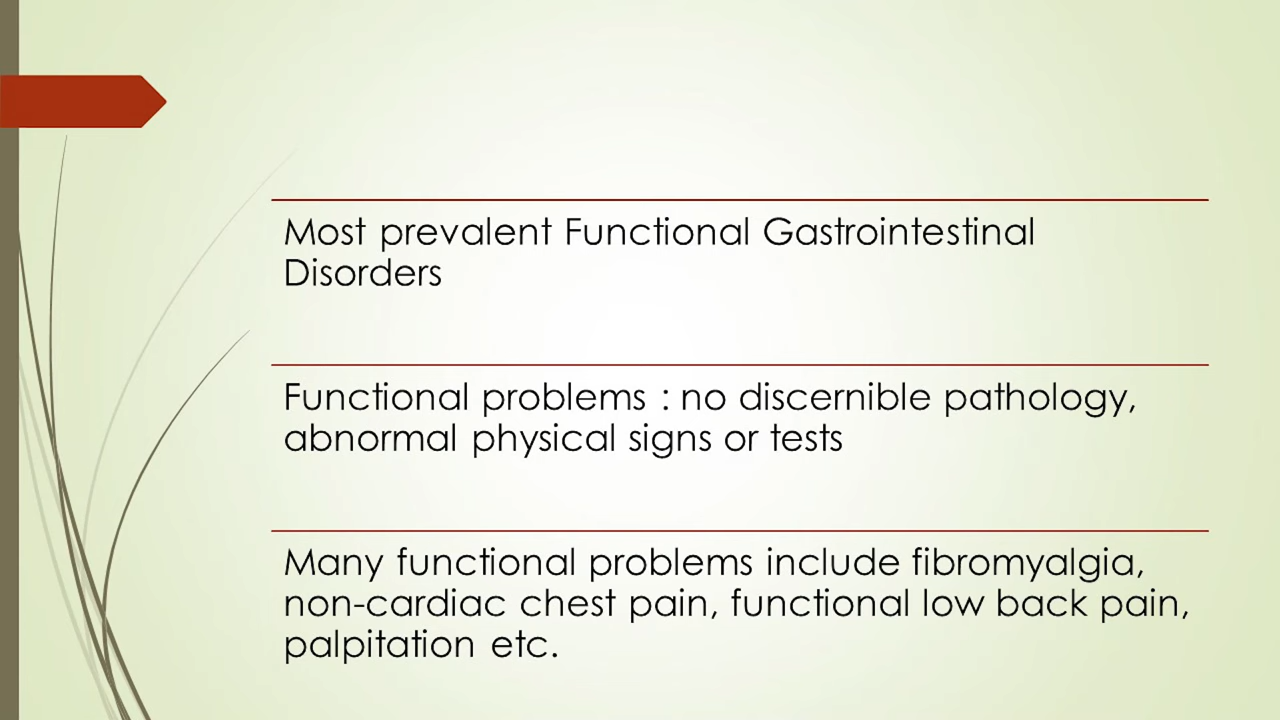 Most prevalent Functional Gastrointestinal
Disorders
Functional problems : no discernible pathology,
abnormal physical signs or tests
Many functional problems include fibromyalgia,
non-cardiac chest pain, functional low back pain,
palpitation etc.